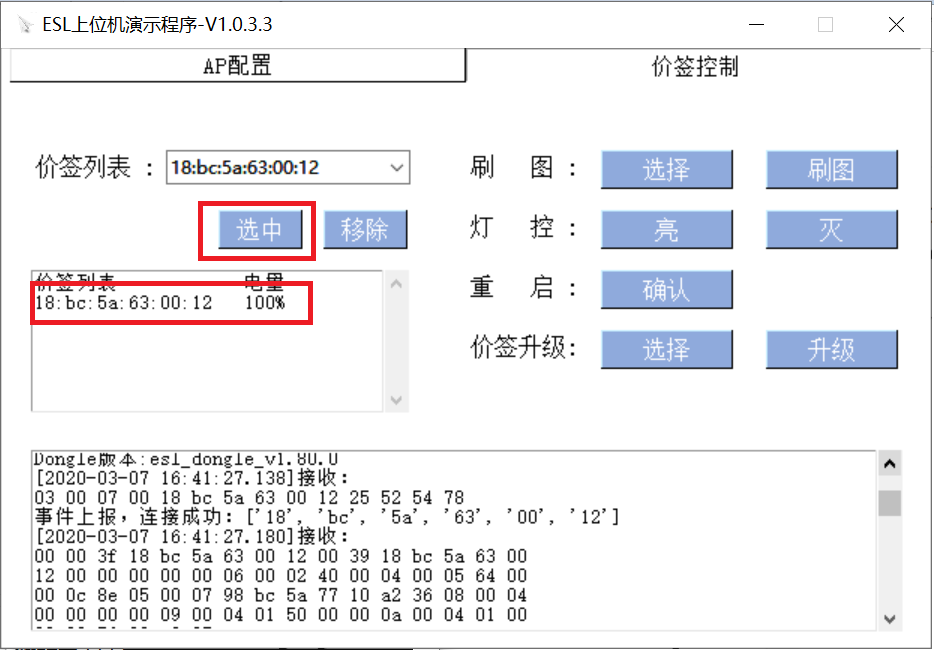 ESL上位机演示程序-V1.0.3.3
AP配置
价签控制
价签列表 : 18:bc:5a:63:00:12
选中 移除
价签列表 电量
18:bc:5a:63:00:12 100%
刷 图 : 选择 刷图
灯 控 : 亮 灭
重 启 : 确认
价签升级: 选择 升级
Dongle版本:esl_dongle_v1.80.0
[2020-03-07 16:41:27.138]接收:
03 00 07 00 18 bc 5a 63 00 12 25 52 54 78
事件上报，连接成功: ['18', 'bc', '5a', '63', '00', '12']
[2020-03-07 16:41:27.180]接收:
00 00 3f 18 bc 5a 63 00 12 00 39 18 bc 5a 63 00
12 00 00 00 00 00 06 00 02 40 00 04 00 05 64 00
00 0c 8e 05 00 07 98 bc 5a 77 10 a2 36 08 00 04
00 00 00 00 09 00 04 01 50 00 00 0a 00 04 01 00